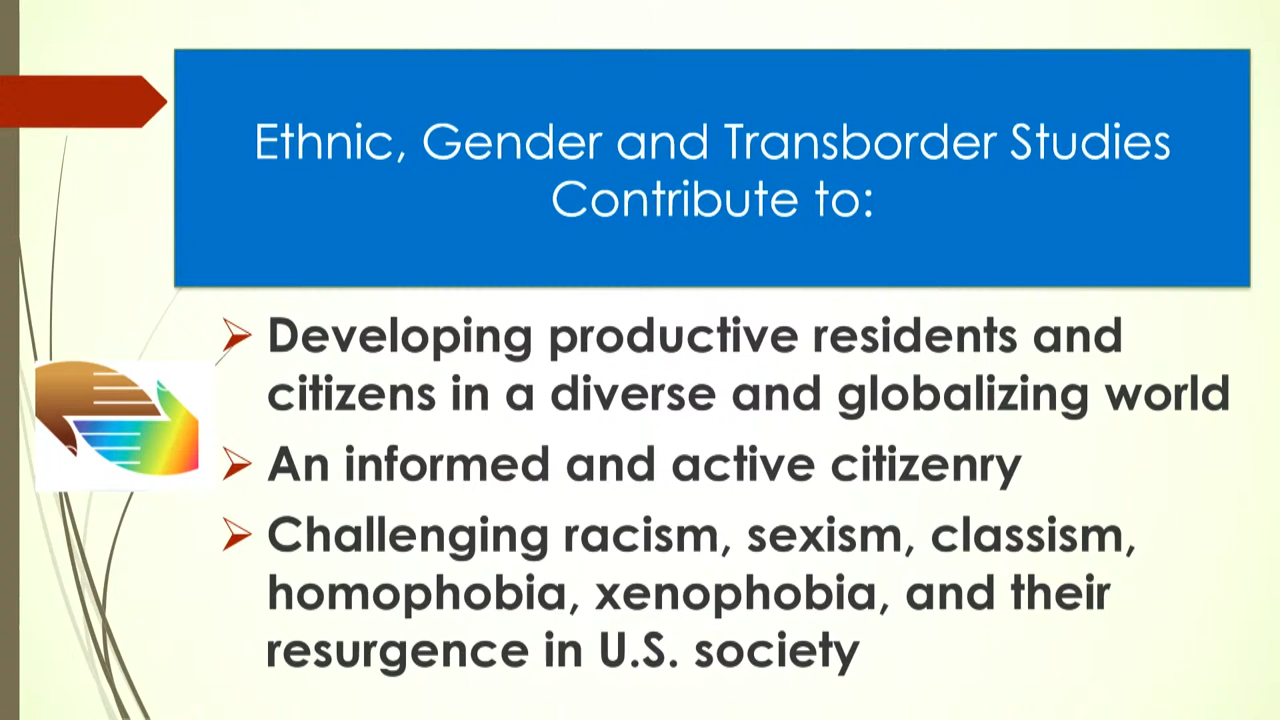 Ethnic, Gender and Transborder Studies
Contribute to:
Developing productive residents and
citizens in a diverse and globalizing world
An informed and active citizenry
Challenging racism, sexism, classism,
homophobia, xenophobia, and their
resurgence in U.S. society